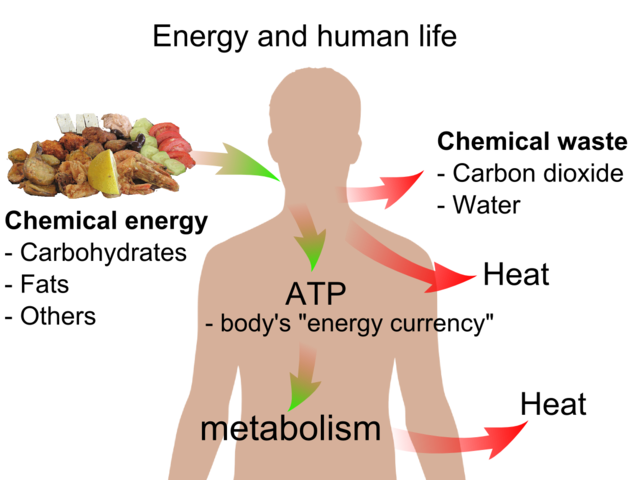 Energy and human life
Chemical energy
- Carbohydrates
- Fats
- Others
Chemical waste
- Carbon dioxide
- Water
Heat
ATP
- body's "energy currency"
metabolism
Heat